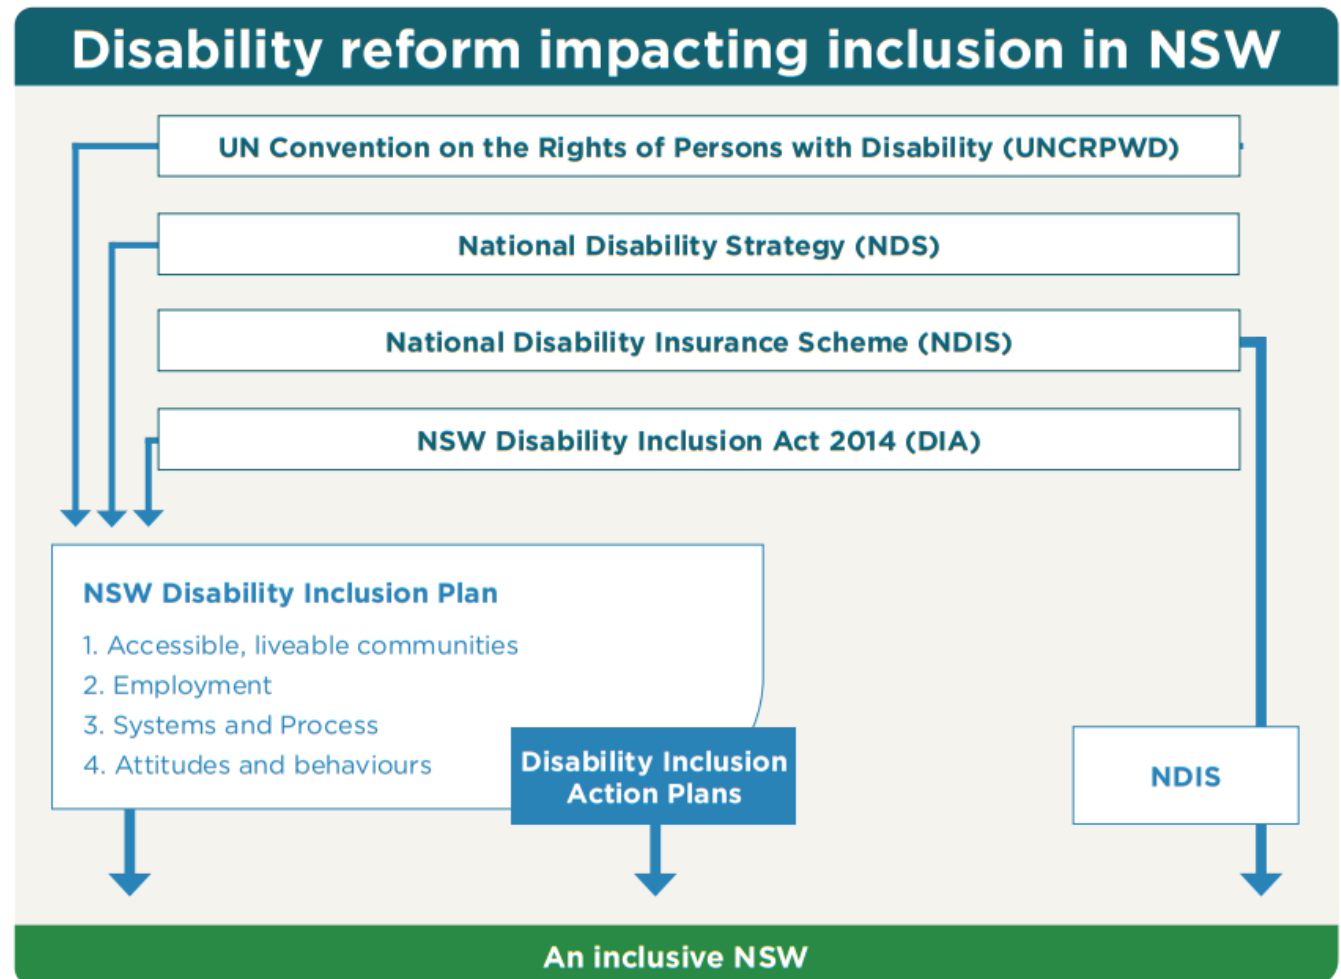 Disability reform impacting inclusion in NSW
UN Convention on the Rights of Persons with Disability (UNCRPWD)
National Disability Strategy (NDS)
National Disability Insurance Scheme (NDIS)
NSW Disability Inclusion Act 2014 (DIA)
NSW Disability Inclusion Plan
1. Accessible, liveable communities
2. Employment
3. Systems and Process
4. Attitudes and behaviours
Disability Inclusion
Action Plans
NDIS
An inclusive NSW